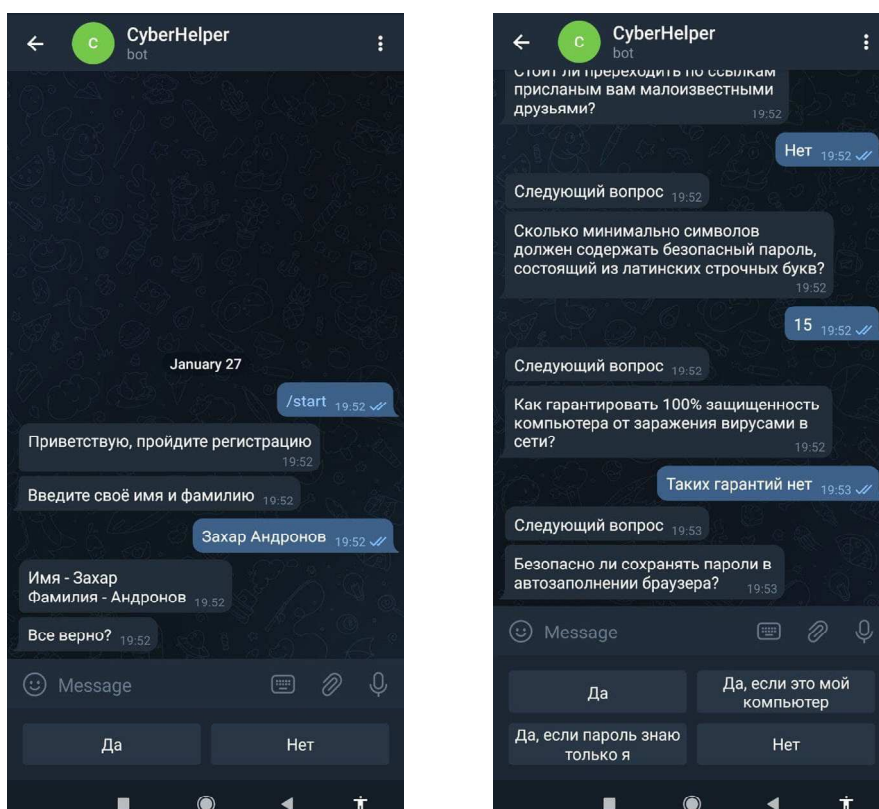 CyberHelper
C
bot
January 27
/start 19:52
Приветствую, пройдите регистрацию
19:52
Введите своё имя и фамилию 19:52
Захар Андронов 19:52
Имя - Захар
Фамилия - Андронов 19:52
Все верно? 19:52
Message
Да
Нет
CyberHelper
C
bot
Стоит ли пререходить по ссылкам
присланым вам малоизвестными
друзьями?
19:52
Нет 19:52
Следующий вопрос 19:52
Сколько минимально символов
должен содержать безопасный пароль,
состоящий из латинских строчных букв?
19:52
15 19:52
Следующий вопрос 19:52
Как гарантировать 100% защищенность
компьютера от заражения вирусами в
сети?
19:52
Таких гарантий нет 19:53
Следующий вопрос 19:53
Безопасно ли сохранять пароли в
автозаполнении браузера? 19:53
Message
Да
Да, если это мой
компьютер
Да, если пароль знаю
только я
Нет